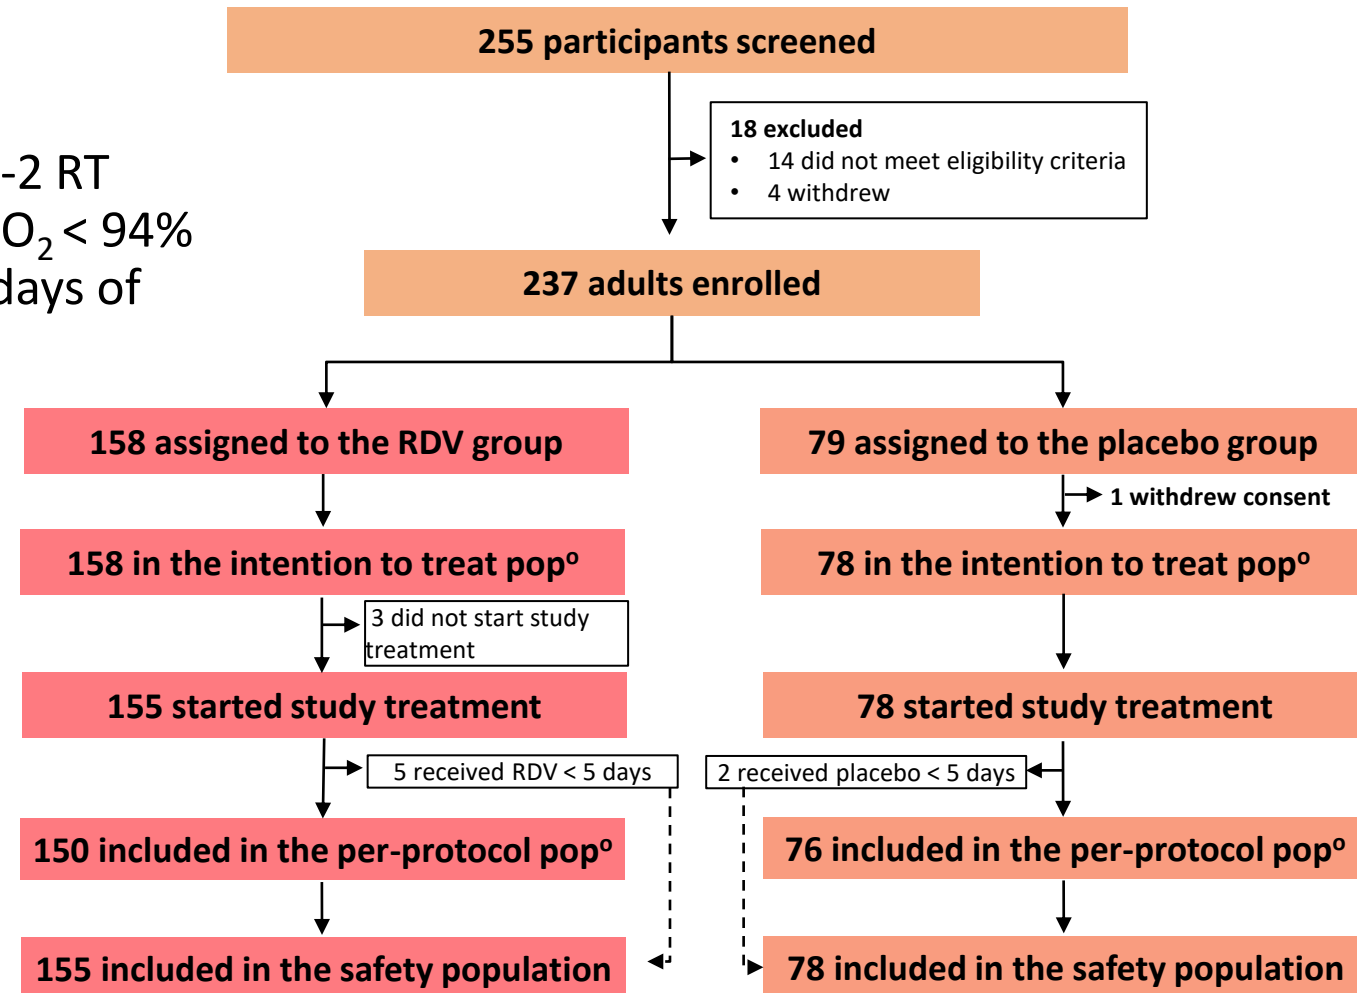 255 participants screened
18 excluded
• 14 did not meet eligibility criteria
• 4 withdrew
-2 RT
O₂ < 94%
days of
237 adults enrolled
158 assigned to the RDV group
79 assigned to the placebo group
1 withdrew consent
158 in the intention to treat popº
78 in the intention to treat popº
3 did not start study
treatment
155 started study treatment
78 started study treatment
5 received RDV < 5 days
2 received placebo < 5 days
150 included in the per-protocol popº
76 included in the per-protocol popº
155 included in the safety population
78 included in the safety population